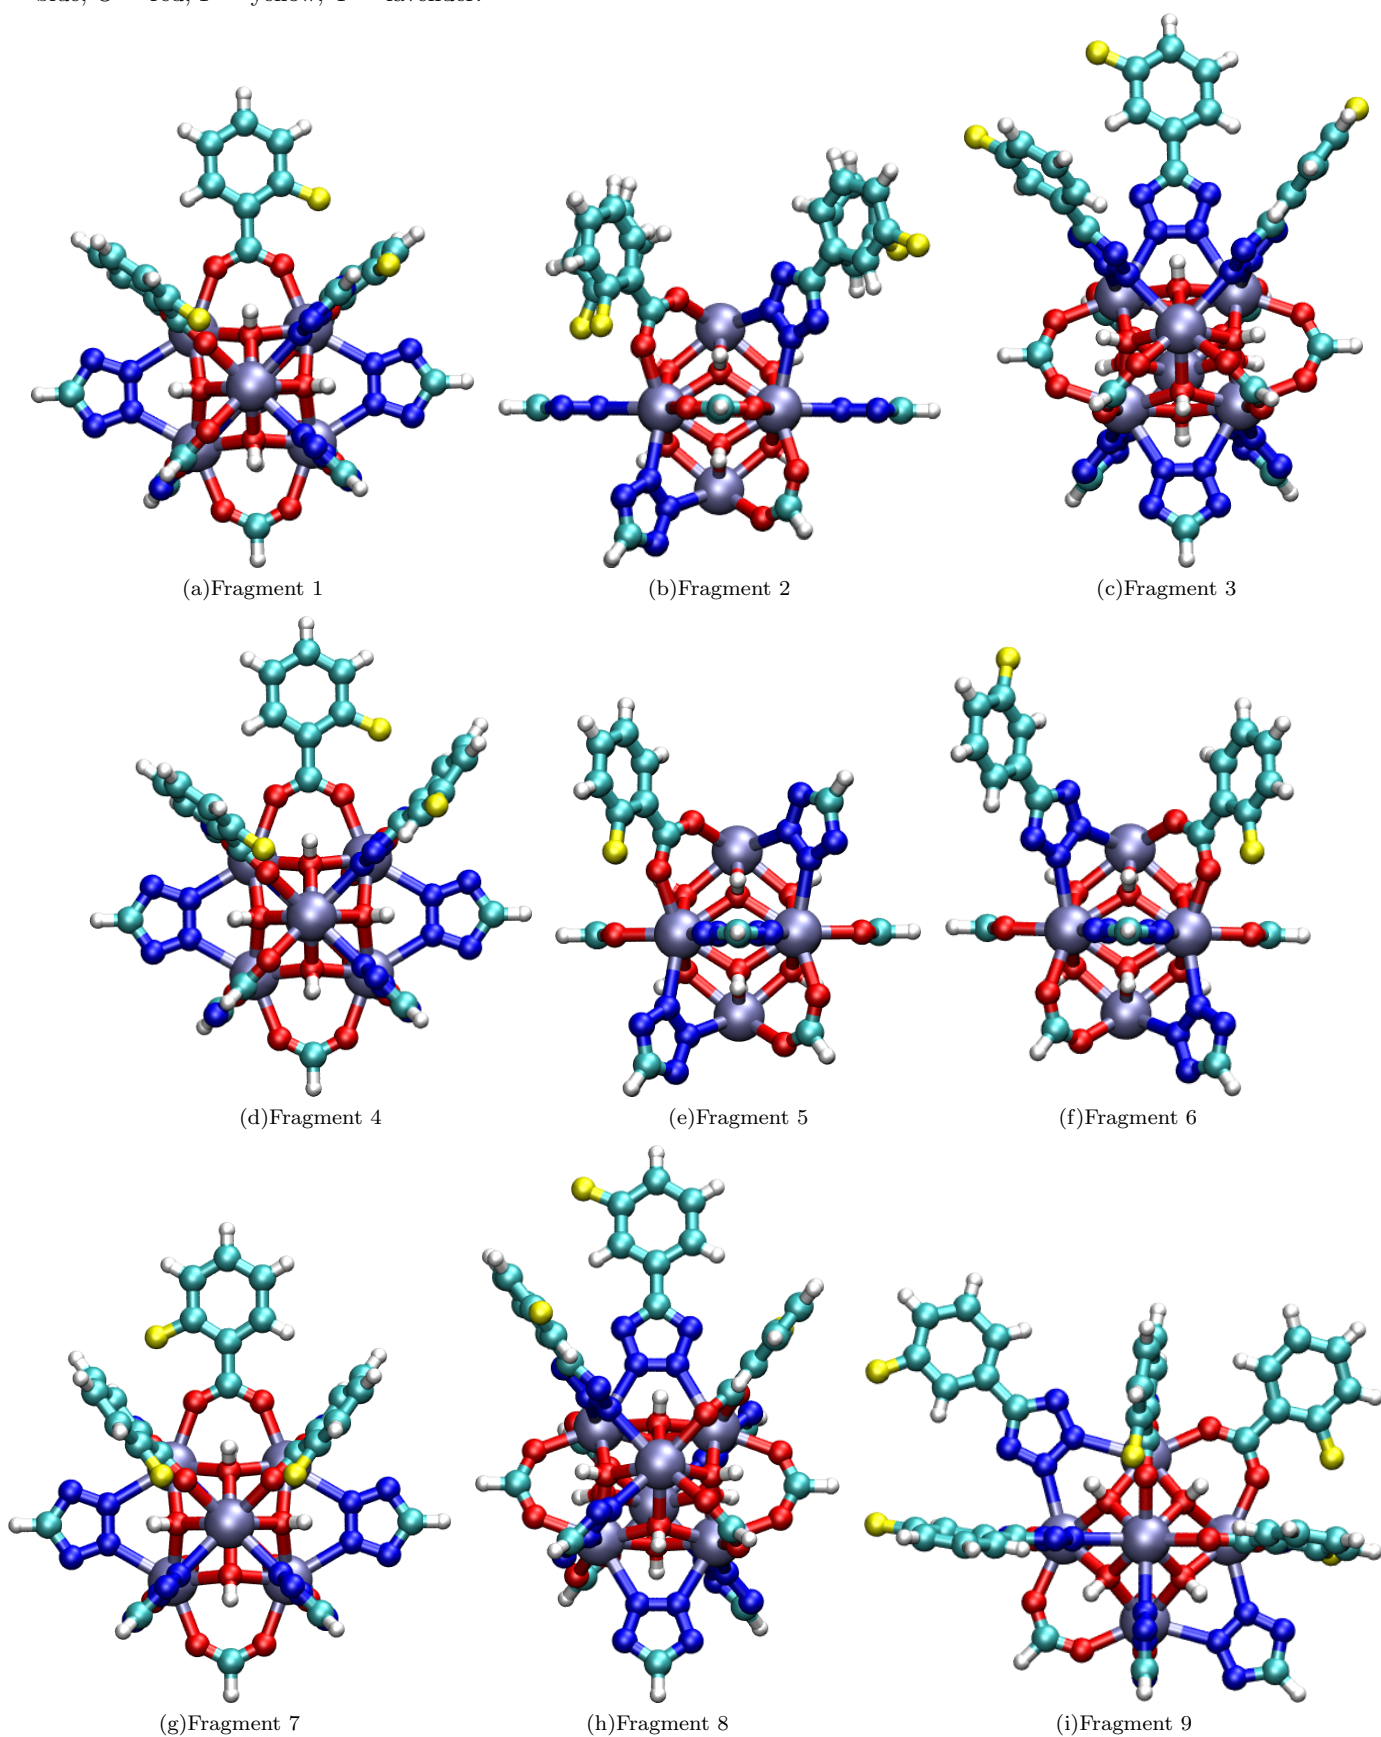 (a)Fragment 1
(b)Fragment 2
(c)Fragment 3
(d)Fragment 4
(e)Fragment 5
(f)Fragment 6
(g)Fragment 7
(h)Fragment 8
(i)Fragment 9